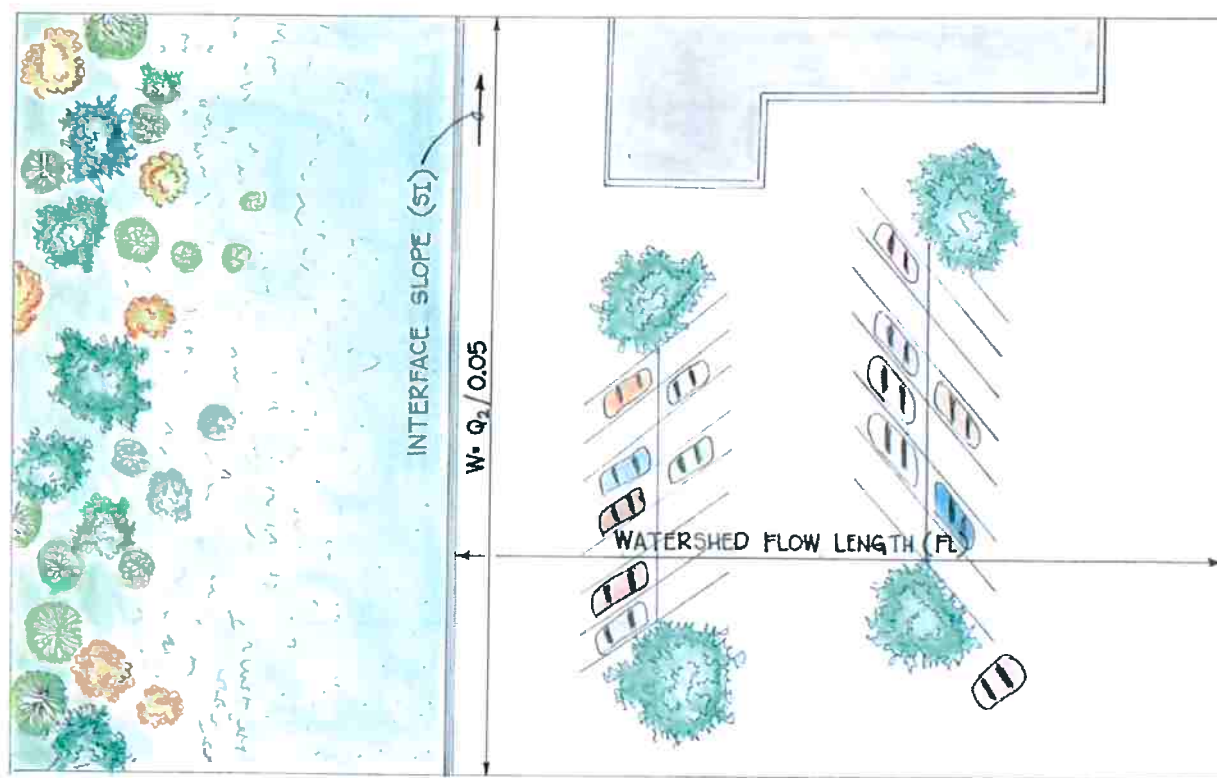 INTERFACE SLOPE (SI)
W= Q₂/0.05
WATERSHED FLOW LENGTH (FL)